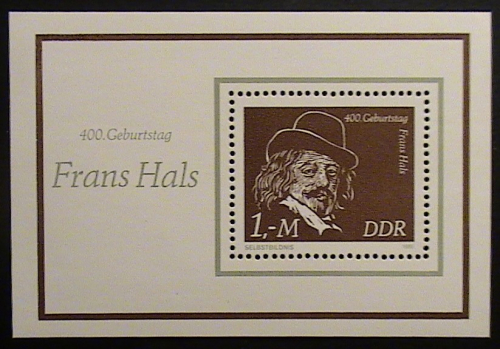 400. Geburtstag
Frans Hals
400. Geburtstag
Frans Hals
1,-M DDR
SELBSTBILDNIS